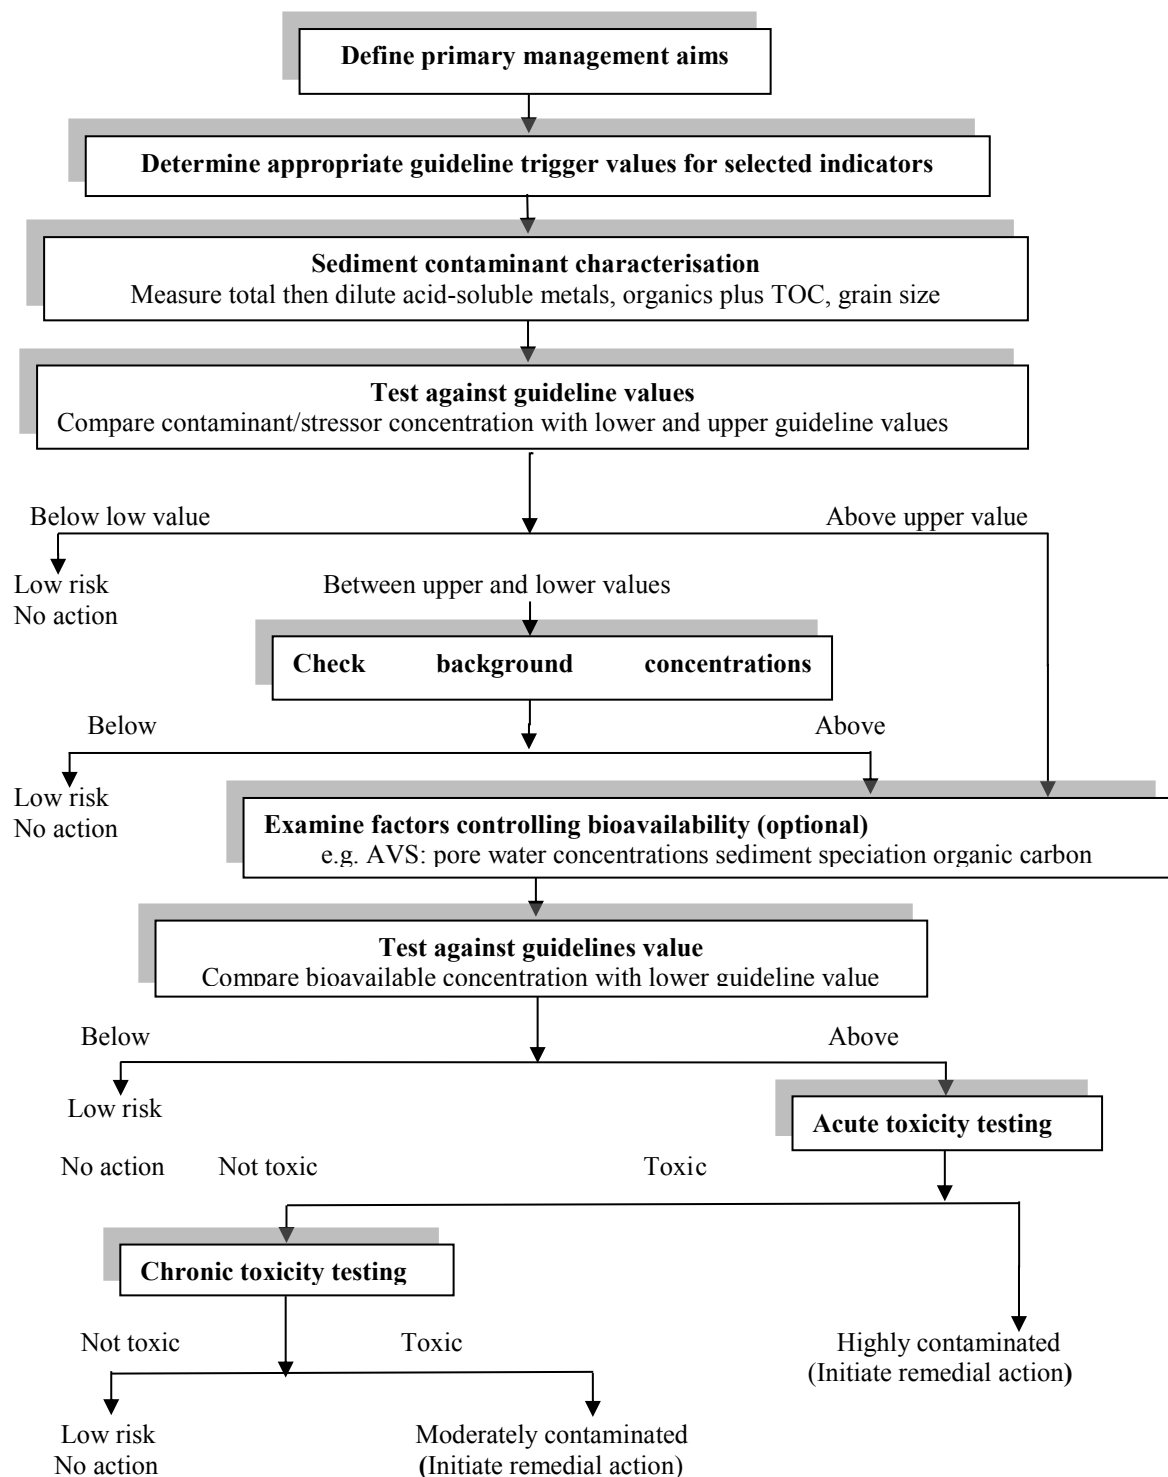 Define primary management aims
Determine appropriate guideline trigger values for selected indicators
Sediment contaminant characterisation
Measure total then dilute acid-soluble metals, organics plus TOC, grain size
Test against guideline values
Compare contaminant/stressor concentration with lower and upper guideline values
Below low value
Above upper value
Low risk
No action
Between upper and lower values
Check background concentrations
Below
Above
Low risk
No action
Examine factors controlling bioavailability (optional)
e.g. AVS: pore water concentrations sediment speciation organic carbon
Test against guidelines value
Compare bioavailable concentration with lower guideline value
Below
Above
Low risk
No action
Acute toxicity testing
Not toxic
Toxic
Chronic toxicity testing
Not toxic
Toxic
Highly contaminated
(Initiate remedial action)
Low risk
No action
Moderately contaminated
(Initiate remedial action)